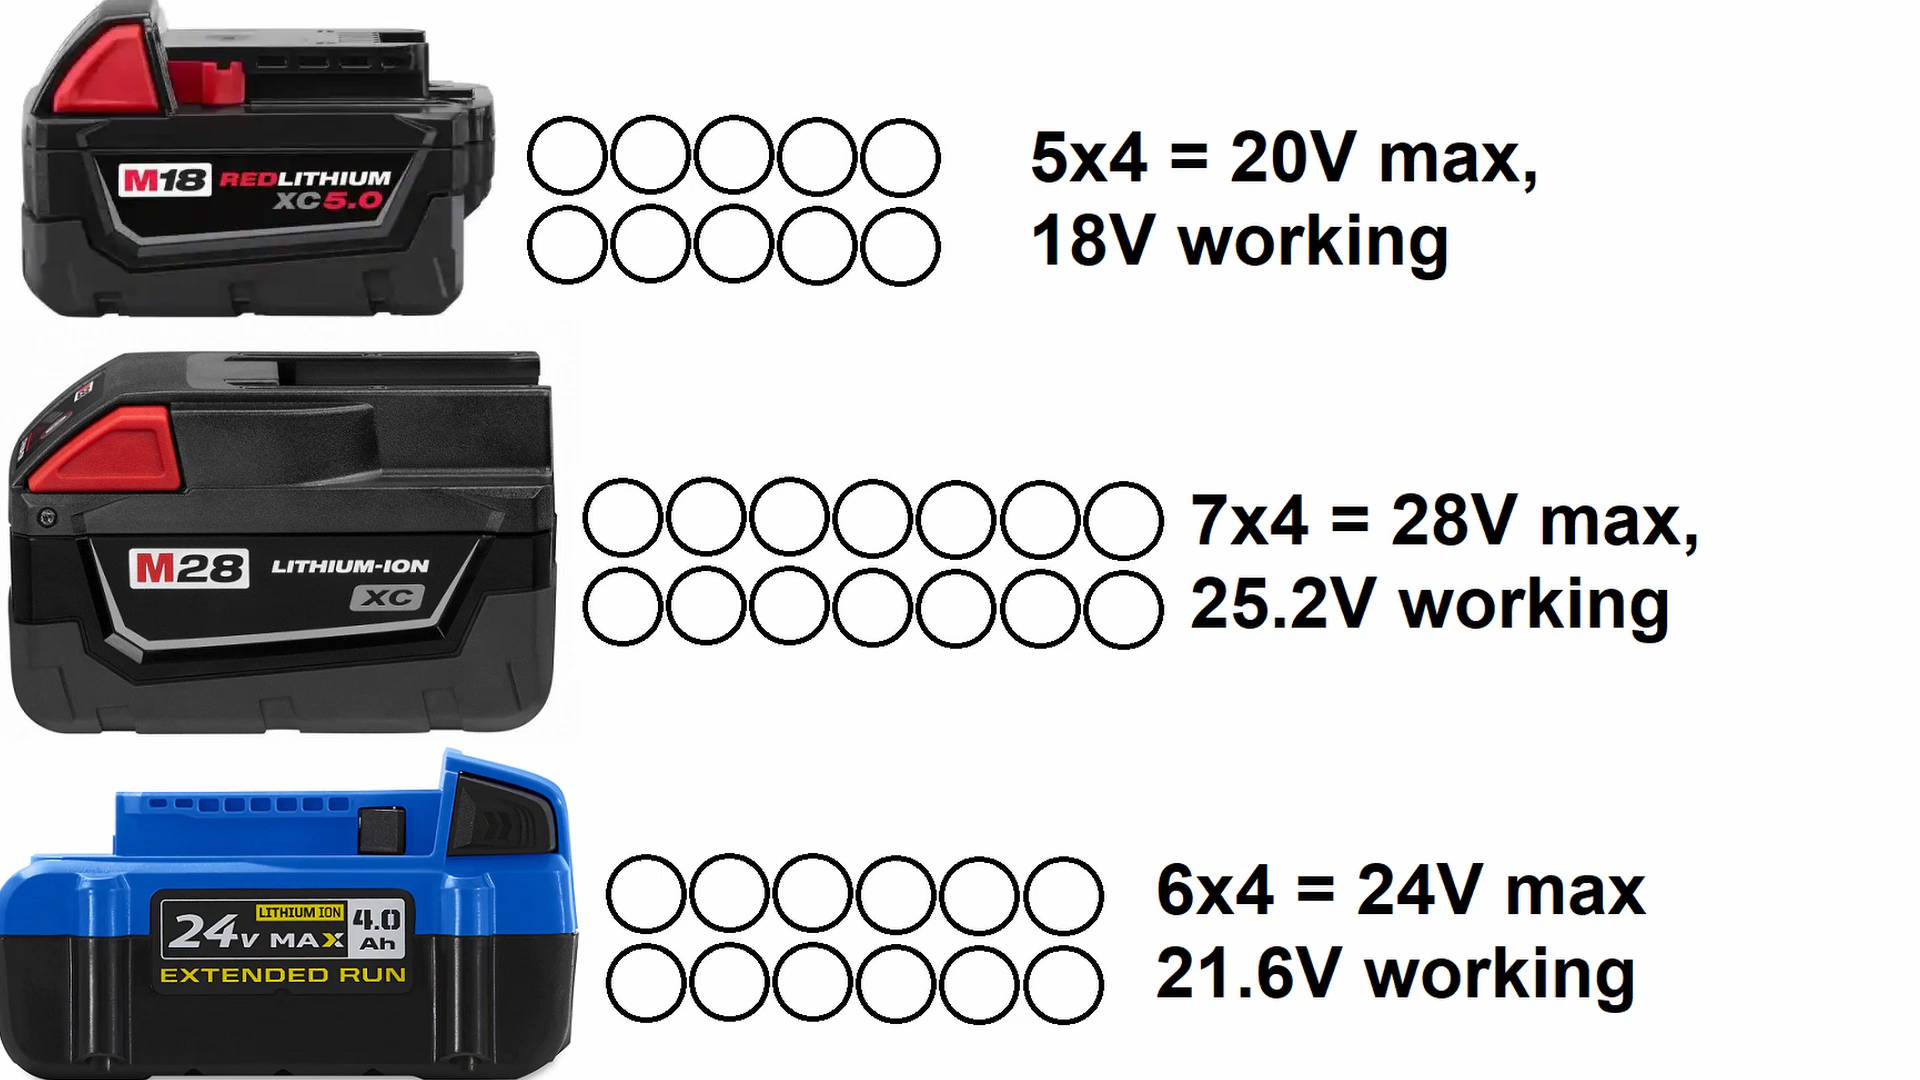 M18 REDLITHIUM
XC5.0
5x4 = 20V max,
18V working
M28 LITHIUM-ION
XC
7x4 = 28V max,
25.2V working
24V MAX LITHIUM ION 4.0 Ah
EXTENDED RUN
6x4 = 24V max
21.6V working